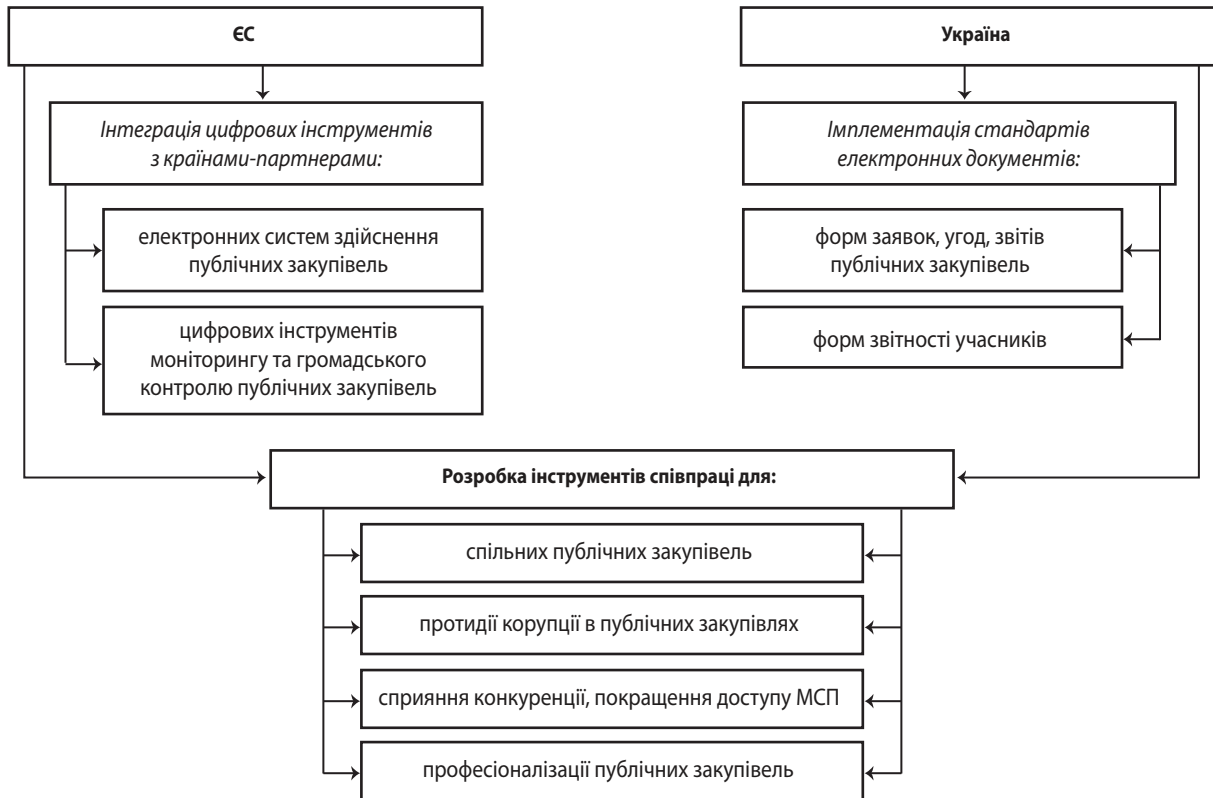 ЄС
Інтеграція цифрових інструментів
з країнами-партнерами:
електронних систем здійснення
публічних закупівель
цифрових інструментів
моніторингу та громадського
контролю публічних закупівель
Україна
Імплементація стандартів
електронних документів:
форм заявок, угод, звітів
публічних закупівель
форм звітності учасників
Розробка інструментів співпраці для:
спільних публічних закупівель
протидії корупції в публічних закупівлях
сприяння конкуренції, покращення доступу МСП
професіоналізації публічних закупівель